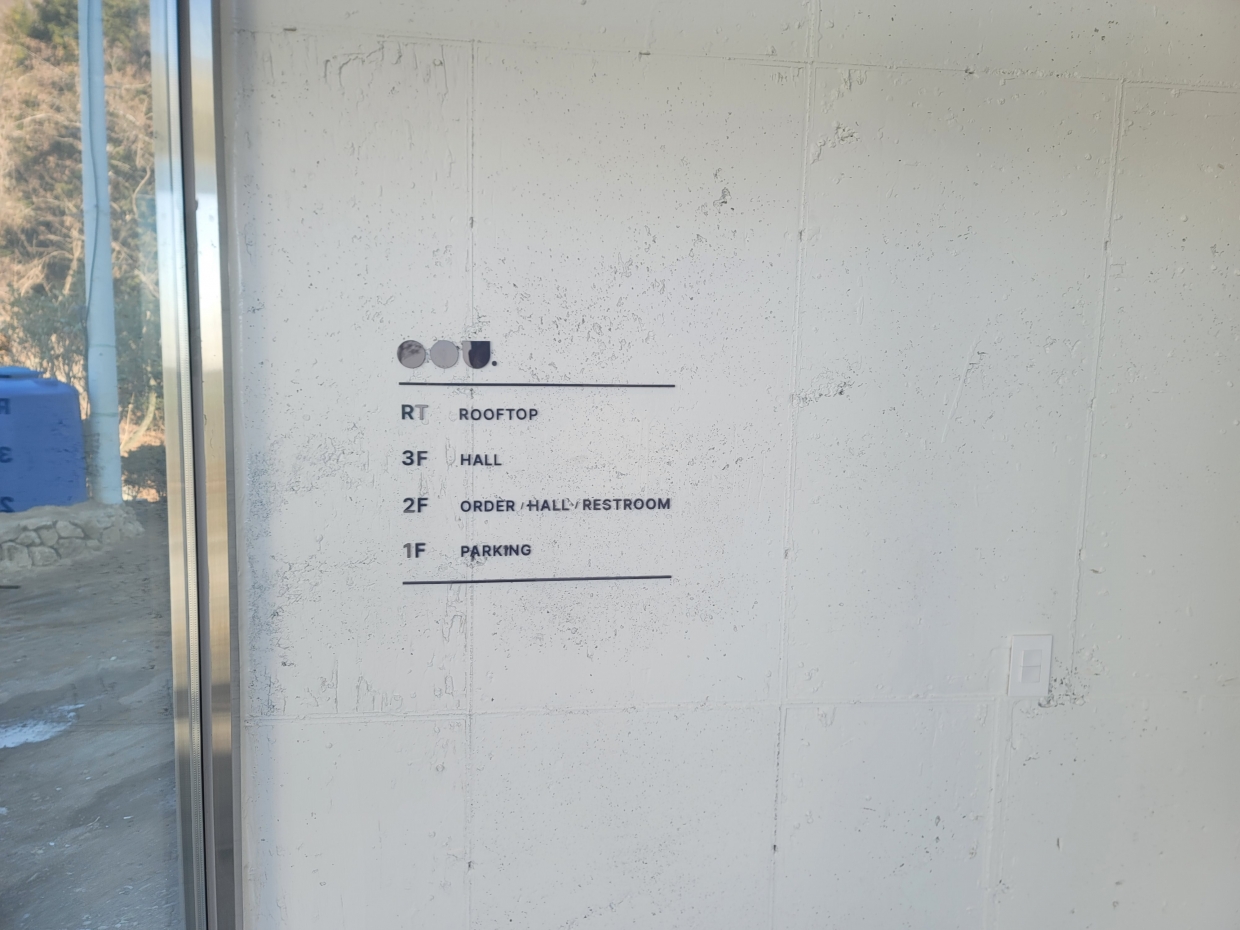 RT ROOFTOP
3F HALL
2F ORDER / HALL / RESTROOM
1F PARKING